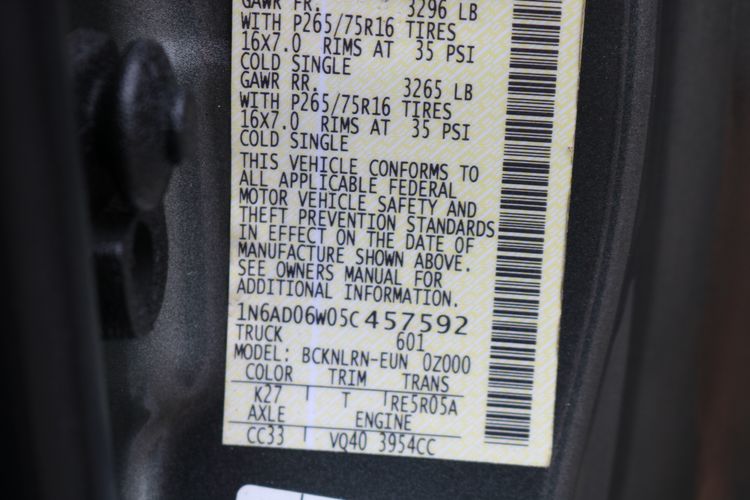 GAWR FR. 3296 LB
WITH P265/75R16 TIRES
16X7.0 RIMS AT 35 PSI
COLD SINGLE
GAWR RR. 3265 LB
WITH P265/75R16 TIRES
16X7.0 RIMS AT 35 PSI
COLD SINGLE
THIS VEHICLE CONFORMS TO
ALL APPLICABLE FEDERAL
MOTOR VEHICLE SAFETY AND
THEFT PREVENTION STANDARDS
IN EFFECT ON THE DATE OF
MANUFACTURE SHOWN ABOVE.
SEE OWNERS MANUAL FOR
ADDITIONAL INFORMATION.
1N6AD06W05C457592
TRUCK 601
MODEL: BCKNLRN-EUN 0Z000
COLOR TRIM TRANS
K27 T RE5R05A
AXLE ENGINE
CC33 VQ40 3954CC